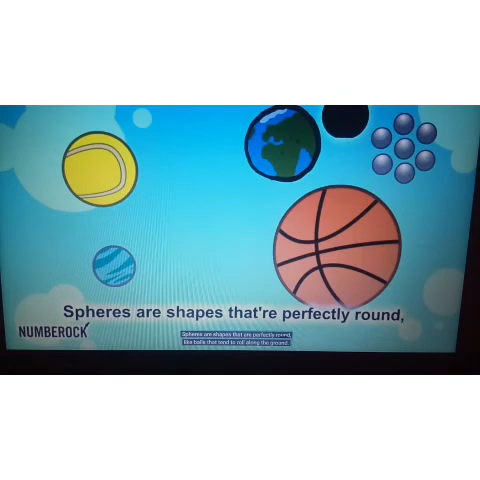 Spheres are shapes that're perfectly round,
NUMBEROCK
Spheres are shapes that are perfectly round,
like balls that tend to roll along the ground.